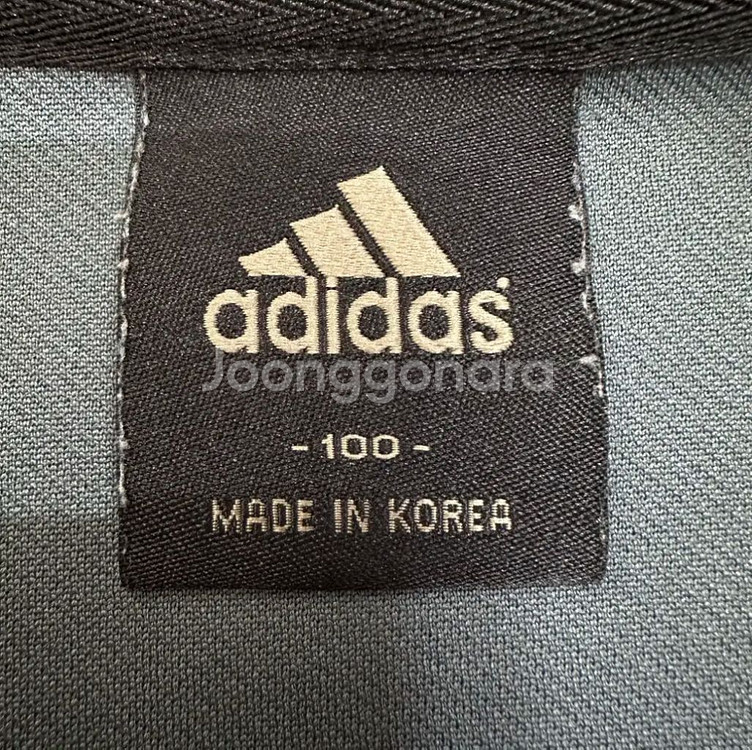 adidas
Joonggonara
- 100 -
MADE IN KOREA